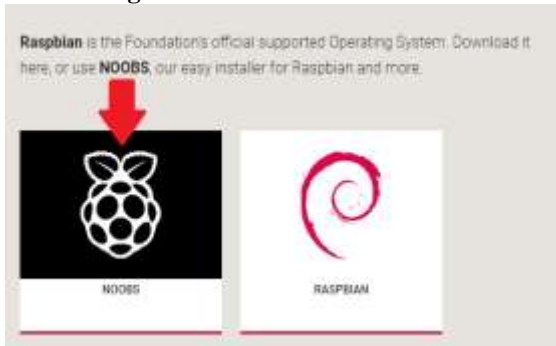 Raspbian is the Foundation's official supported Operating System. Download it
here, or use NOOBS, our easy installer for Raspbian and more.
NOOBS
RASPBIAN